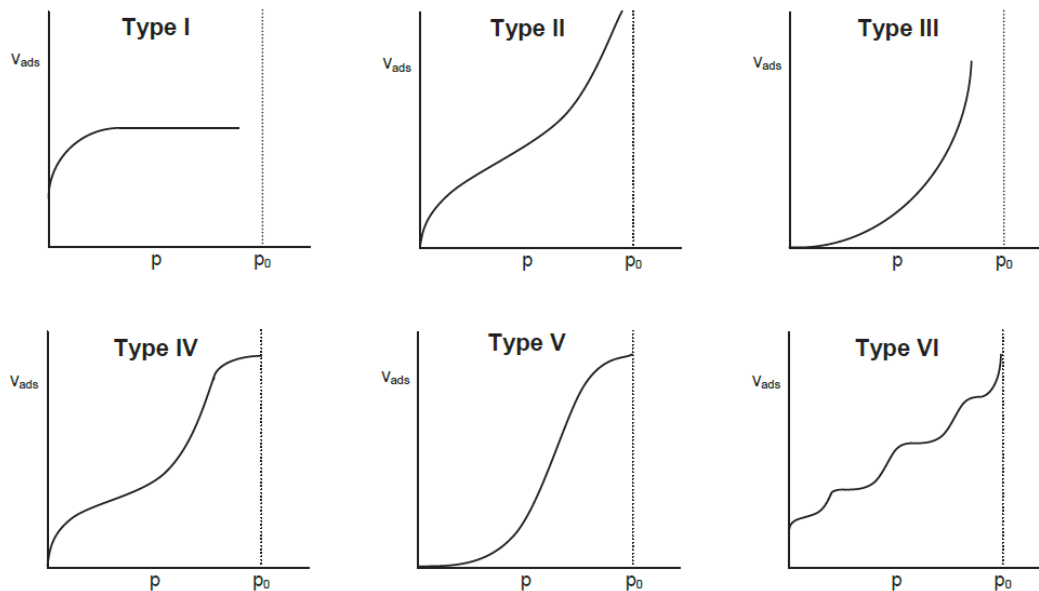 Type I
Vads
p
p0
Type II
Vads
p
p0
Type III
Vads
p
p0
Type IV
Vads
p
p0
Type V
Vads
p
p0
Type VI
Vads
p
p0